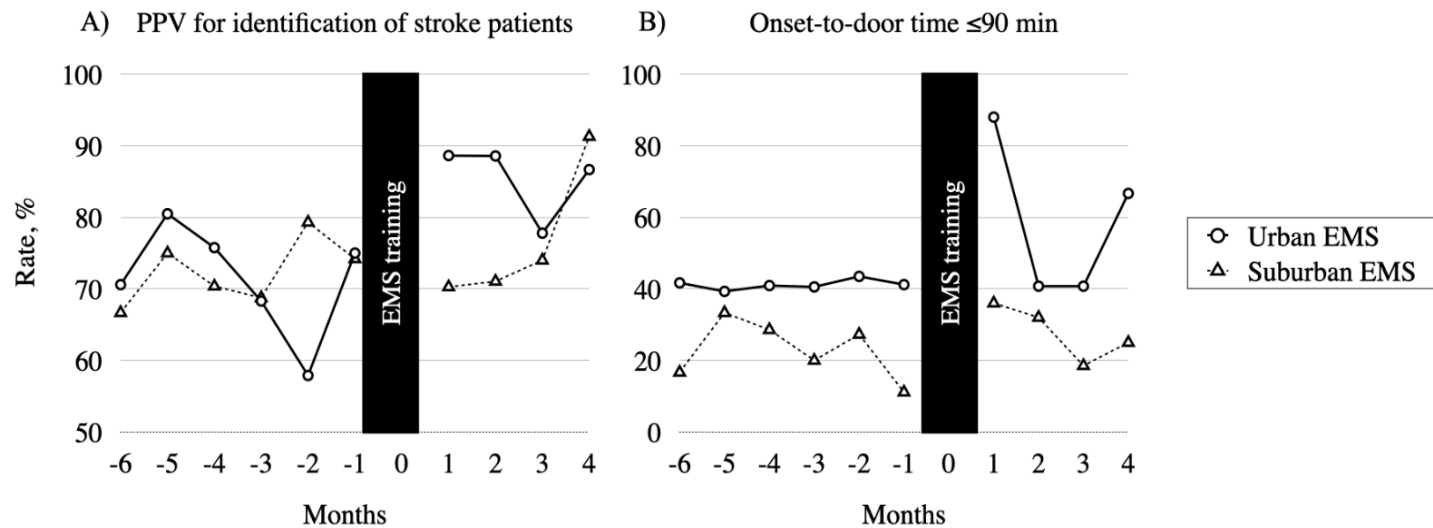 A) PPV for identification of stroke patients
100
90
80
70
60
50
Rate, %
EMS training
-6 -5 -4 -3 -2 -1 0 1 2 3 4
Months
B) Onset-to-door time ≤90 min
100
80
60
40
20
0
EMS training
-6 -5 -4 -3 -2 -1 0 1 2 3 4
Months
Urban EMS
Suburban EMS